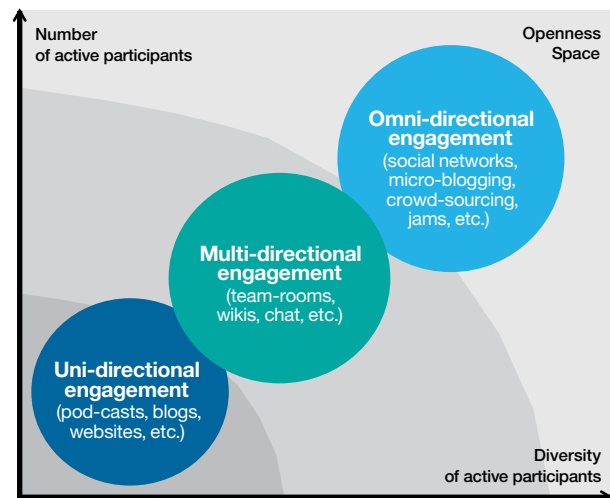 Number
of active participants
Openness
Space
Omni-directional
engagement
(social networks,
micro-blogging,
crowd-sourcing,
jams, etc.)
Multi-directional
engagement
(team-rooms,
wikis, chat, etc.)
Uni-directional
engagement
(pod-casts, blogs,
websites, etc.)
Diversity
of active participants